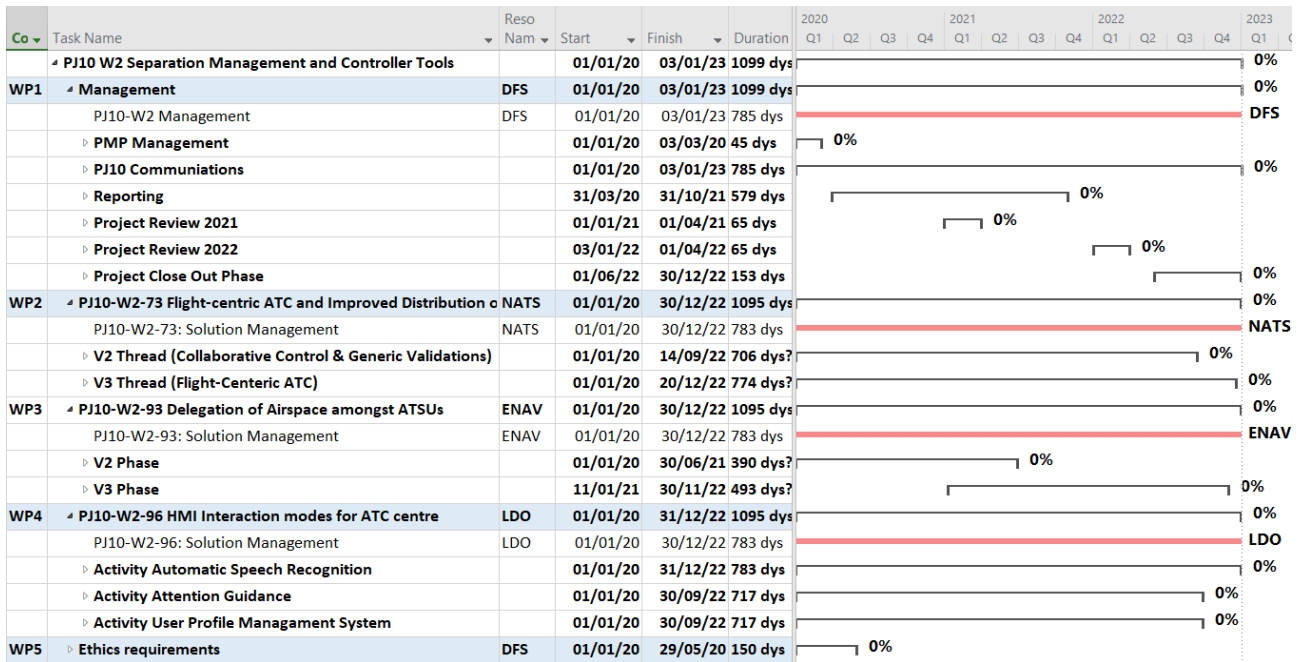 2020 2021 2022 2023
Reso
Co Task Name Nam Start Finish Duration Q1 Q2 Q3 Q4 Q1 Q2 Q3 Q4 Q1 Q2 Q3 Q4 Q1
PJ10 W2 Separation Management and Controller Tools 01/01/20 03/01/23 1099 dys 0%
WP1 Management DFS 01/01/20 03/01/23 1099 dys 0%
PJ10-W2 Management DFS 01/01/20 03/01/23 785 dys DFS
PMP Management 01/01/20 03/03/20 45 dys 0%
PJ10 Communiations 01/01/20 03/01/23 785 dys 0%
Reporting 31/03/20 31/10/21 579 dys 0%
Project Review 2021 01/01/21 01/04/21 65 dys 0%
Project Review 2022 03/01/22 01/04/22 65 dys 0%
Project Close Out Phase 01/06/22 30/12/22 153 dys 0%
WP2 PJ10-W2-73 Flight-centric ATC and Improved Distribution o NATS 01/01/20 30/12/22 1095 dys 0%
PJ10-W2-73: Solution Management NATS 01/01/20 30/12/22 783 dys NATS
V2 Thread (Collaborative Control & Generic Validations) 01/01/20 14/09/22 706 dys? 0%
V3 Thread (Flight-Centeric ATC) 01/01/20 20/12/22 774 dys? 0%
WP3 PJ10-W2-93 Delegation of Airspace amongst ATSUs ENAV 01/01/20 30/12/22 1095 dys 0%
PJ10-W2-93: Solution Management ENAV 01/01/20 30/12/22 783 dys ENAV
V2 Phase 01/01/20 30/06/21 390 dys? 0%
V3 Phase 11/01/21 30/11/22 493 dys? 0%
WP4 PJ10-W2-96 HMI Interaction modes for ATC centre LDO 01/01/20 31/12/22 1095 dys 0%
PJ10-W2-96: Solution Management LDO 01/01/20 30/12/22 783 dys LDO
Activity Automatic Speech Recognition 01/01/20 31/12/22 783 dys 0%
Activity Attention Guidance 01/01/20 30/09/22 717 dys 0%
Activity User Profile Managament System 01/01/20 30/09/22 717 dys 0%
WP5 Ethics requirements DFS 01/01/20 29/05/20 150 dys 0%